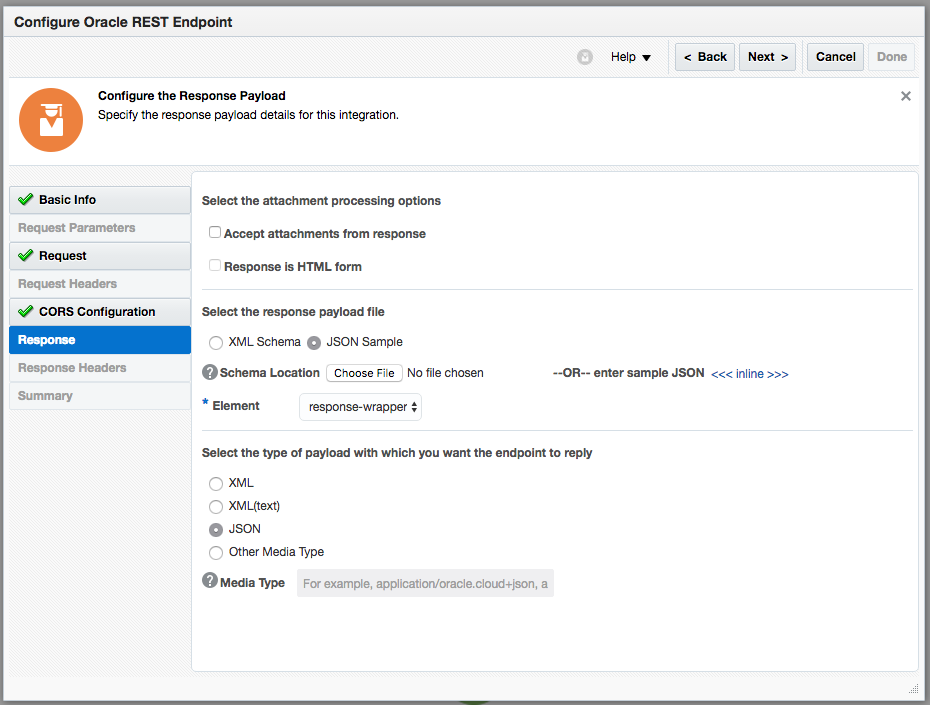 Configure Oracle REST Endpoint
Help
< Back
Next >
Cancel
Done
Configure the Response Payload
Specify the response payload details for this integration.
Basic Info
Request Parameters
Request
Request Headers
CORS Configuration
Response
Response Headers
Summary
Select the attachment processing options
Accept attachments from response
Response is HTML form
Select the response payload file
XML Schema JSON Sample
? Schema Location Choose File No file chosen --OR-- enter sample JSON <<< inline >>>
* Element response-wrapper
Select the type of payload with which you want the endpoint to reply
XML
XML(text)
JSON
Other Media Type
? Media Type For example, application/oracle.cloud+json, a